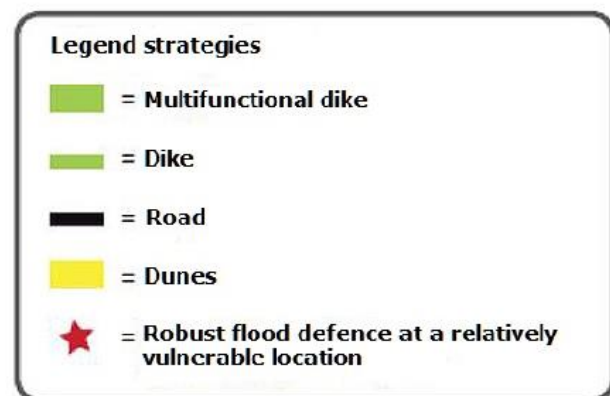 Legend strategies
= Multifunctional dike
= Dike
= Road
= Dunes
= Robust flood defence at a relatively
vulnerable location